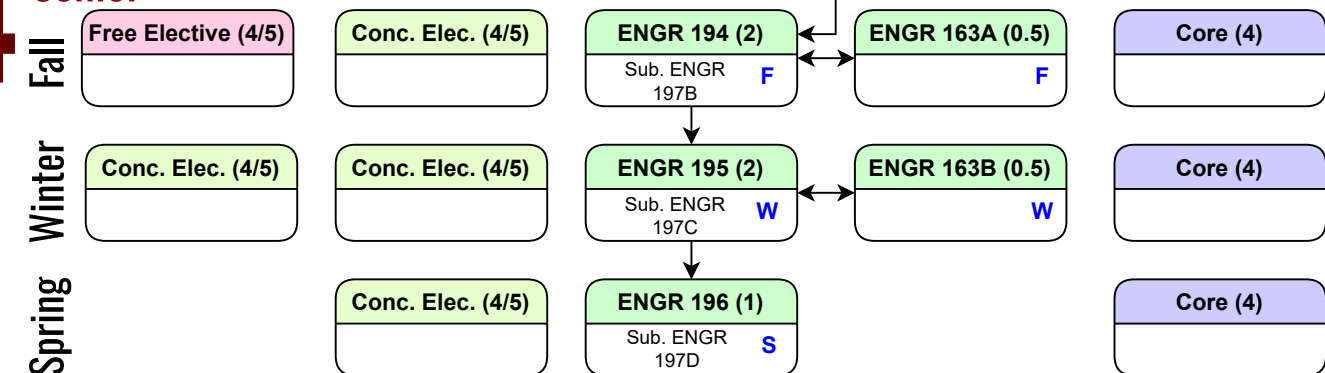 Senior
Fall
Free Elective (4/5)
Conc. Elec. (4/5)
ENGR 194 (2)
Sub. ENGR
197B
F
ENGR 163A (0.5)
F
Core (4)
Winter
Conc. Elec. (4/5)
Conc. Elec. (4/5)
ENGR 195 (2)
Sub. ENGR
197C
W
ENGR 163B (0.5)
W
Core (4)
Spring
Conc. Elec. (4/5)
ENGR 196 (1)
Sub. ENGR
197D
S
Core (4)